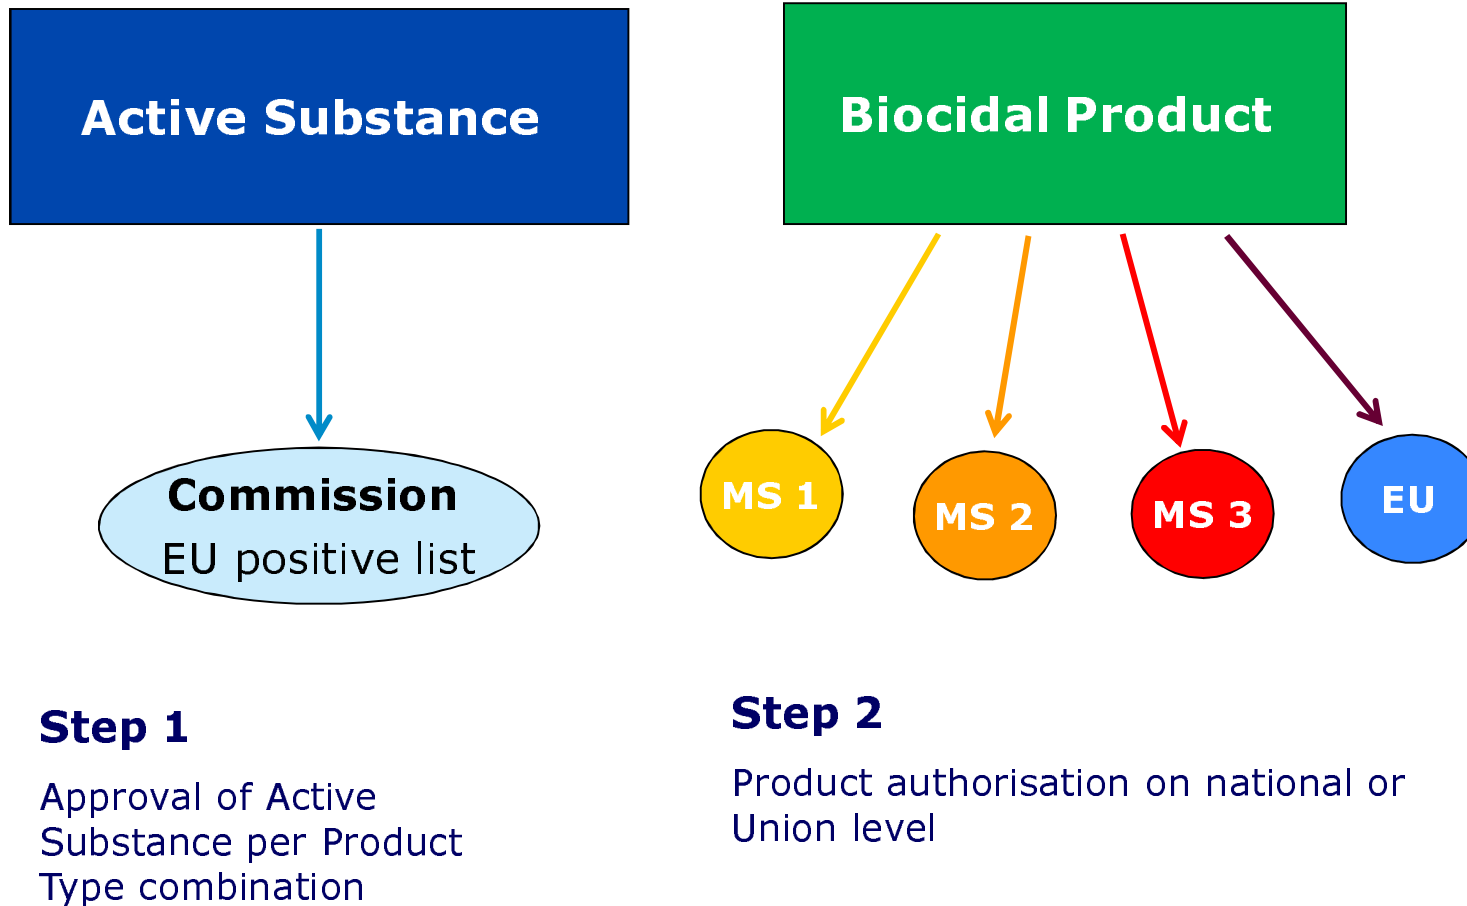 Active Substance
Biocidal Product
Commission
EU positive list
MS 1
MS 2
MS 3
EU
Step 1
Approval of Active
Substance per Product
Type combination
Step 2
Product authorisation on national or
Union level